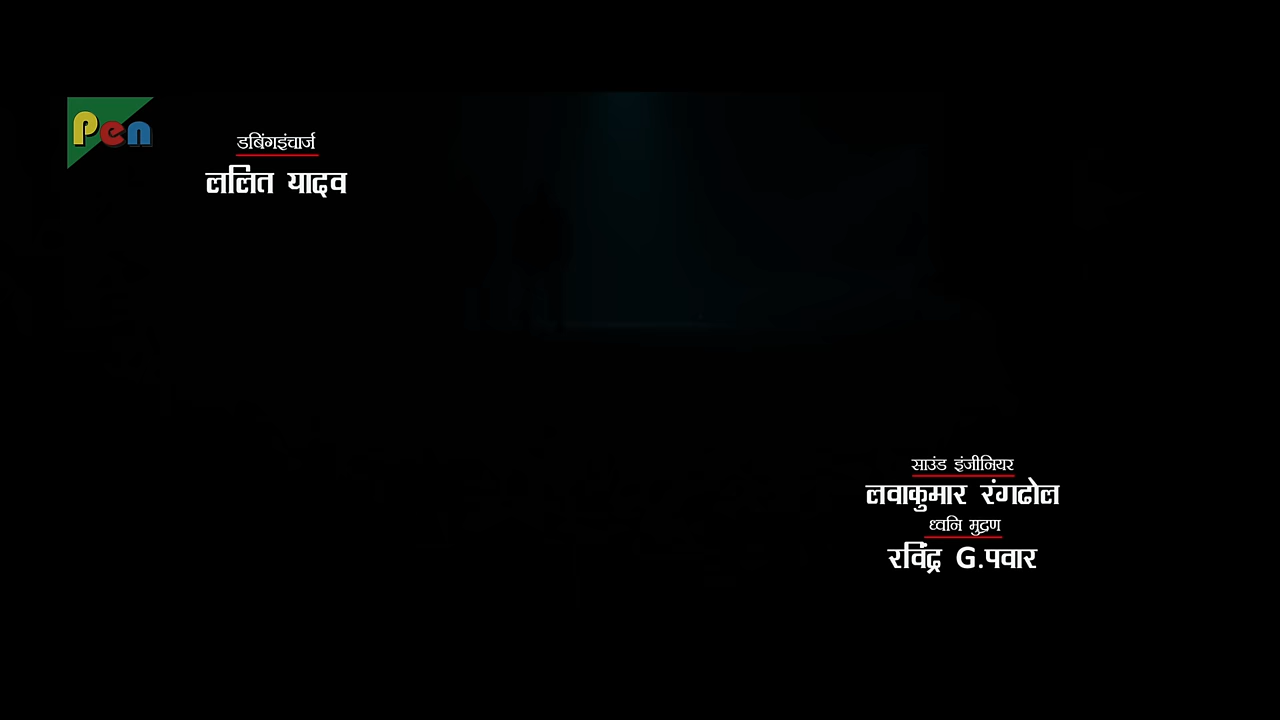 Pen
डबिंगइंचार्ज
ललित यादव
साउंड इंजीनियर
लवाकुमार रंगढोल
ध्वनि मुद्रण
रविंद्र G.पवार